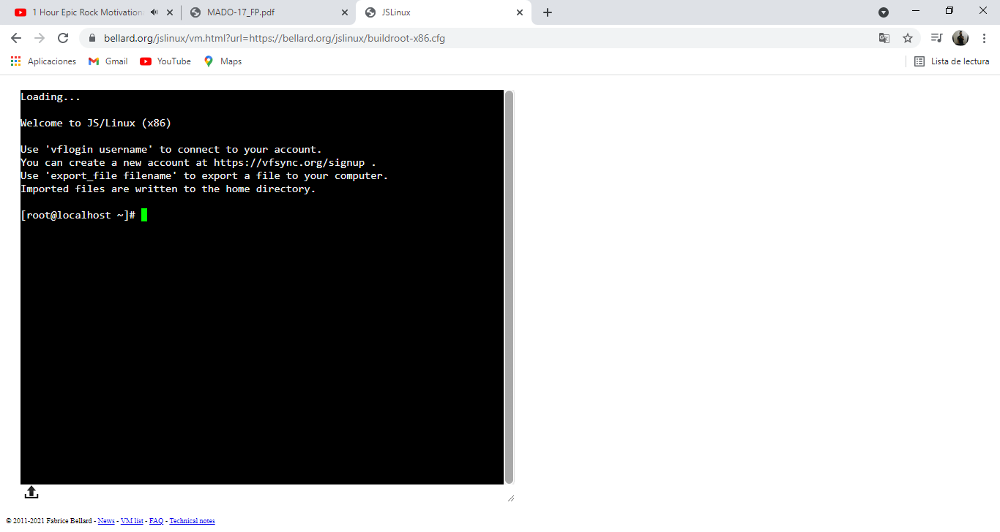 1 Hour Epic Rock Motivation
MADO-17_FP.pdf
JSLinux
bellard.org/jslinux/vm.html?url=https://bellard.org/jslinux/buildroot-x86.cfg
Aplicaciones
Gmail
YouTube
Maps
Lista de lectura
Loading...
Welcome to JS/Linux (x86)
Use 'vflogin username' to connect to your account.
You can create a new account at https://vfsync.org/signup .
Use 'export_file filename' to export a file to your computer.
Imported files are written to the home directory.
[root@localhost ~]#
© 2011-2021 Fabrice Bellard - News - VM list - FAQ - Technical notes